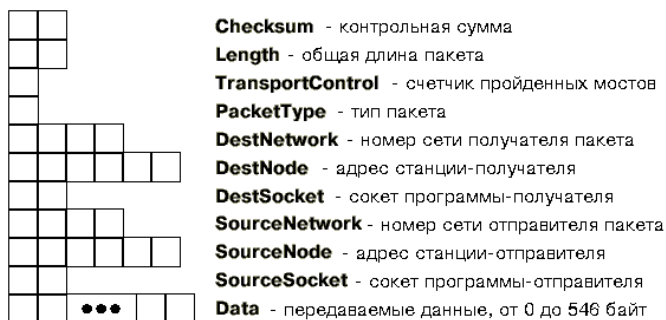 Checksum - контрольная сумма
Length - общая длина пакета
TransportControl - счетчик пройденных мостов
PacketType - тип пакета
DestNetwork - номер сети получателя пакета
DestNode - адрес станции-получателя
DestSocket - сокет программы-получателя
SourceNetwork - номер сети отправителя пакета
SourceNode - адрес станции-отправителя
SourceSocket - сокет программы-отправителя
Data - передаваемые данные, от 0 до 546 байт